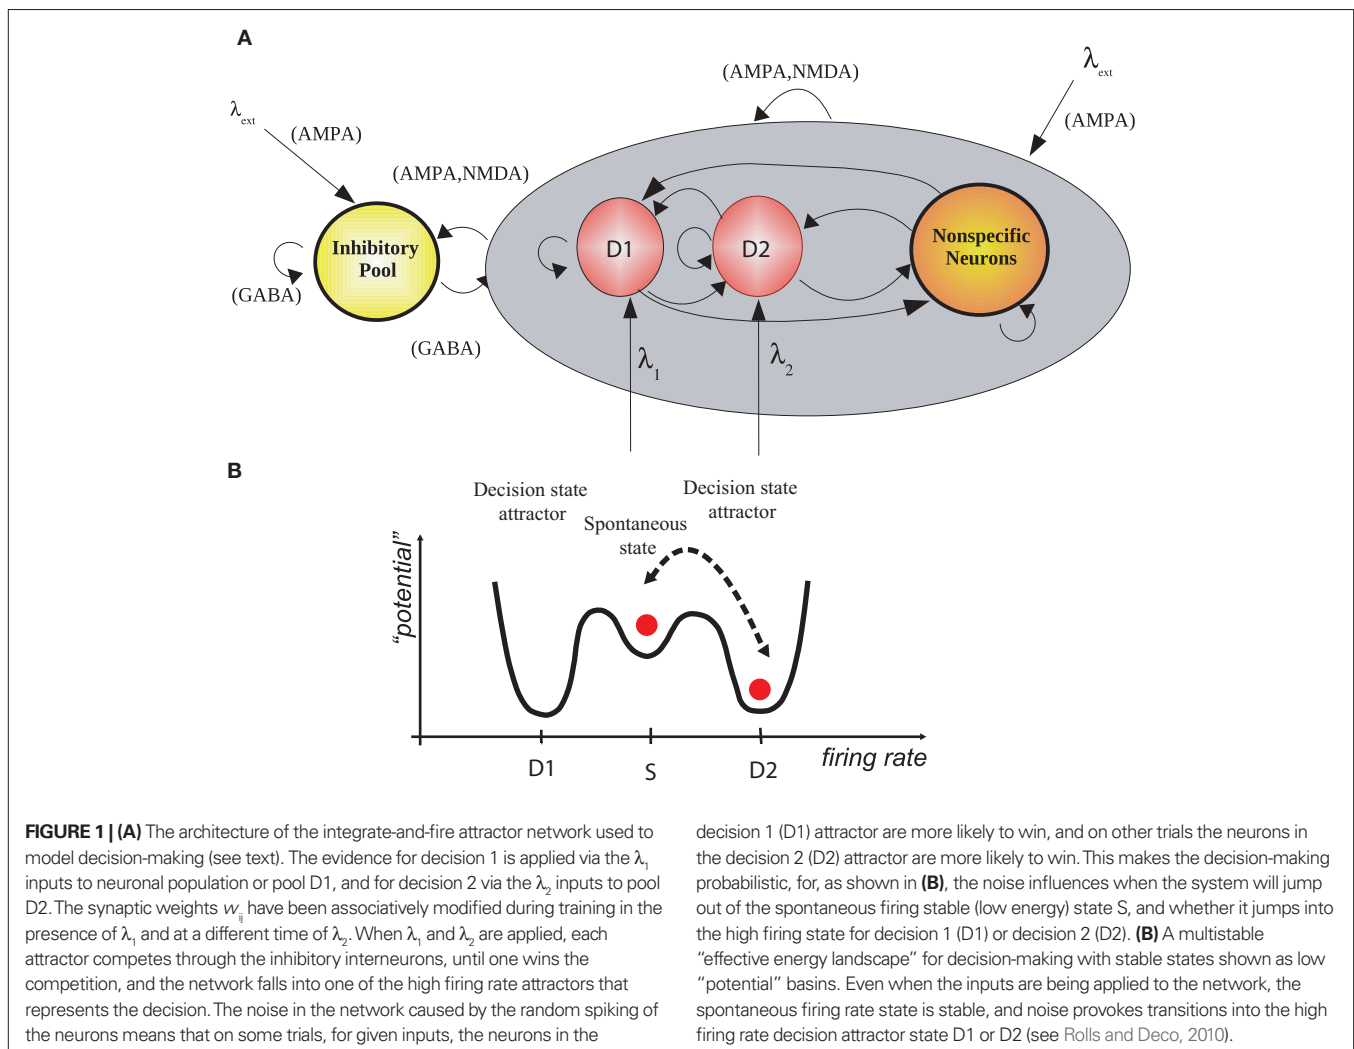 A
λext
(AMPA)
(AMPA,NMDA)
(AMPA,NMDA)
λext
(AMPA)
Inhibitory
Pool
(GABA)
(GABA)
D1
D2
Nonspecific
Neurons
λ1
λ2
B
Decision state
attractor
Spontaneous
state
Decision state
attractor
“potential”
D1
S
D2
firing rate
FIGURE 1 | (A) The architecture of the integrate-and-fire attractor network used to
model decision-making (see text). The evidence for decision 1 is applied via the λ1
inputs to neuronal population or pool D1, and for decision 2 via the λ2 inputs to pool
D2. The synaptic weights wij have been associatively modified during training in the
presence of λ1 and at a different time of λ2. When λ1 and λ2 are applied, each
attractor competes through the inhibitory interneurons, until one wins the
competition, and the network falls into one of the high firing rate attractors that
represents the decision. The noise in the network caused by the random spiking of
the neurons means that on some trials, for given inputs, the neurons in the
decision 1 (D1) attractor are more likely to win, and on other trials the neurons in
the decision 2 (D2) attractor are more likely to win. This makes the decision-making
probabilistic, for, as shown in (B), the noise influences when the system will jump
out of the spontaneous firing stable (low energy) state S, and whether it jumps into
the high firing state for decision 1 (D1) or decision 2 (D2). (B) A multistable
“effective energy landscape” for decision-making with stable states shown as low
“potential” basins. Even when the inputs are being applied to the network, the
spontaneous firing rate state is stable, and noise provokes transitions into the high
firing rate decision attractor state D1 or D2 (see Rolls and Deco, 2010).